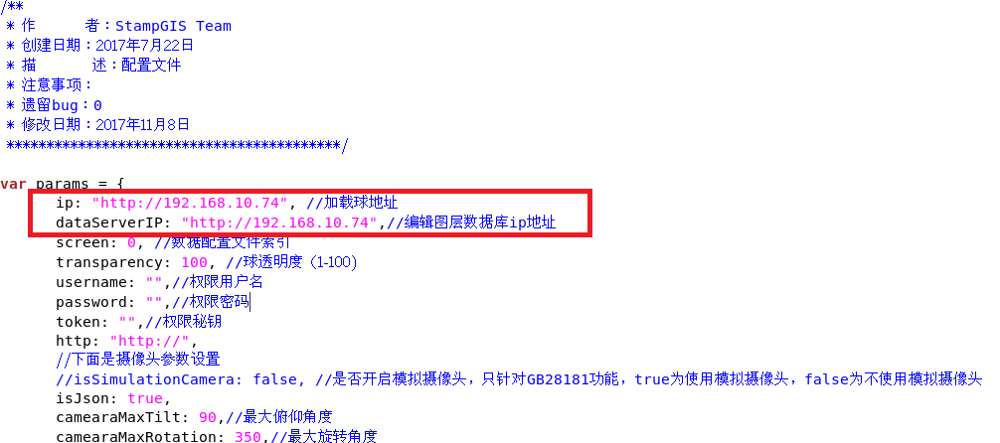 /**
 * 作      者：StampGIS Team
 * 创建日期：2017年7月22日
 * 描      述：配置文件
 * 注意事项：
 * 遗留bug：0
 * 修改日期：2017年11月8日
 ******************************************/
var params = {
ip: "http://192.168.10.74", //加载球地址
dataServerIP: "http://192.168.10.74",//编辑图层数据库ip地址
screen: 0, //数据配置文件索引
transparency: 100, //球透明度（1-100）
username: "",//权限用户名
password: "",//权限密码
token: "",//权限秘钥
http: "http://",
//下面是摄像头参数设置
//isSimulationCamera: false, //是否开启模拟摄像头，只针对GB28181功能，true为使用模拟摄像头，false为不使用模拟摄像头
isJson: true,
camearaMaxTilt: 90,//最大俯仰角度
camearaMaxRotation: 350,//最大旋转角度